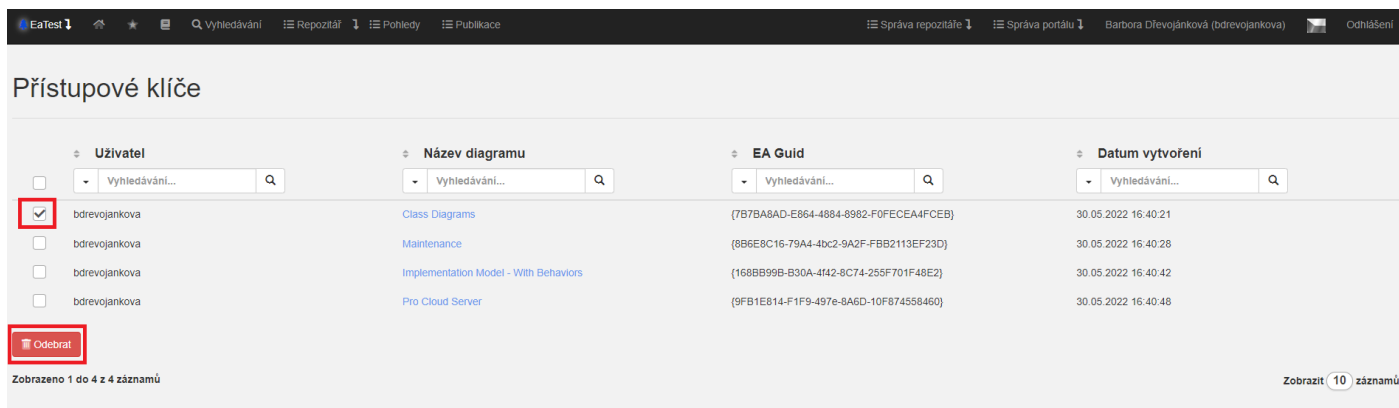 EaTest Vyhledávání Repozitář Pohledy Publikace Správa repozitáře Správa portálu Barbora Dřevojánková (bdrevojankova) Odhlášení
Přístupové klíče
Uživatel Název diagramu EA Guid Datum vytvoření
Vyhledávání... Vyhledávání... Vyhledávání... Vyhledávání...
bdrevojankova Class Diagrams {7B7BA8AD-E864-4884-8982-F0FECEA4FCEB} 30.05.2022 16:40:21
bdrevojankova Maintenance {8B6E8C16-79A4-4bc2-9A2F-FBB2113EF23D} 30.05.2022 16:40:28
bdrevojankova Implementation Model - With Behaviors {168BB99B-B30A-4f42-8C74-255F701F48E2} 30.05.2022 16:40:42
bdrevojankova Pro Cloud Server {9FB1E814-F1F9-497e-8A6D-10F874558460} 30.05.2022 16:40:48
Odebrat
Zobrazeno 1 do 4 z 4 záznamů Zobrazit 10 záznamů